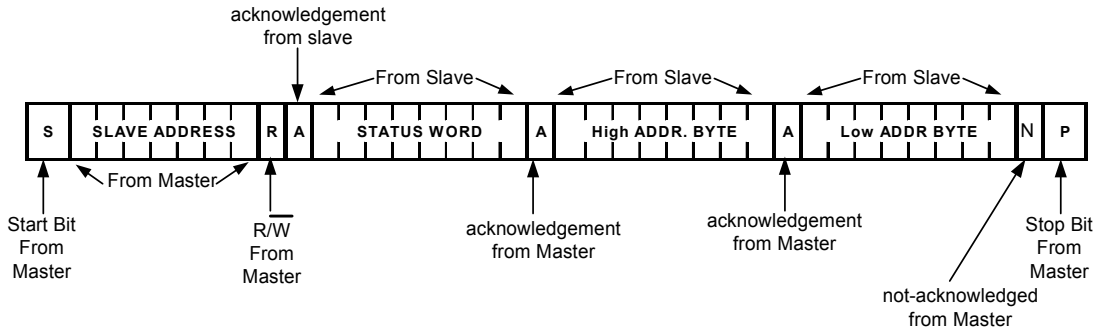 acknowledgement
from slave
From Slave
From Slave
From Slave
S SLAVE ADDRESS R A STATUS WORD A High ADDR. BYTE A Low ADDR BYTE N P
From Master
Start Bit
From
Master
R/W
From
Master
acknowledgement
from Master
acknowledgement
from Master
not-acknowledged
from Master
Stop Bit
From
Master